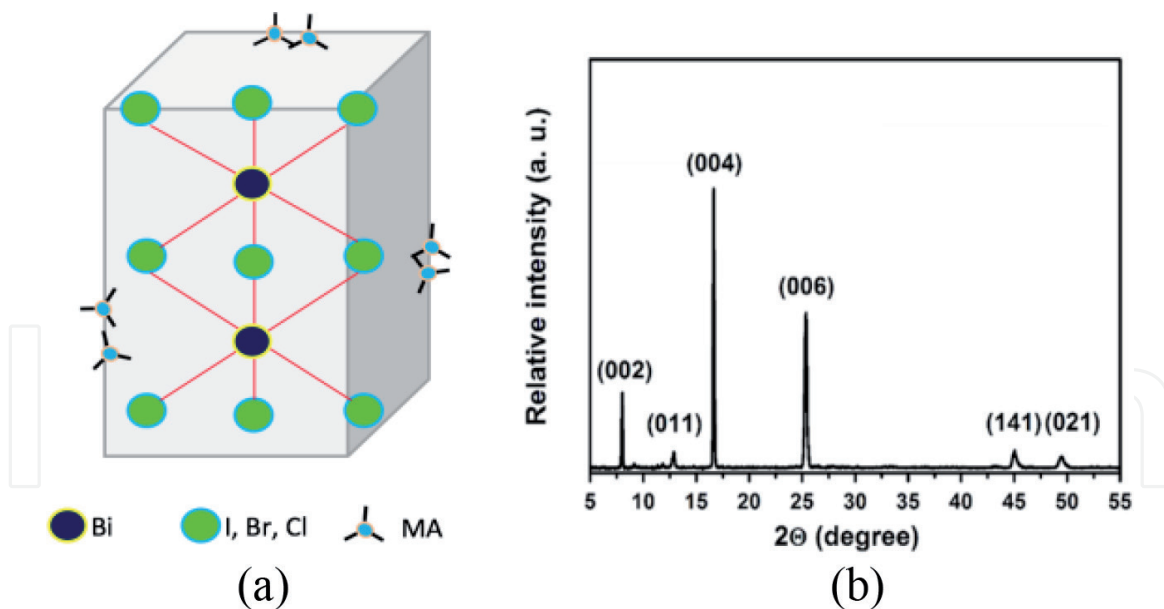 Bi
I, Br, Cl
MA
(a)
Relative intensity (a. u.)
(002)
(011)
(004)
(006)
(141)
(021)
5 10 15 20 25 30 35 40 45 50 55
2Θ (degree)
(b)